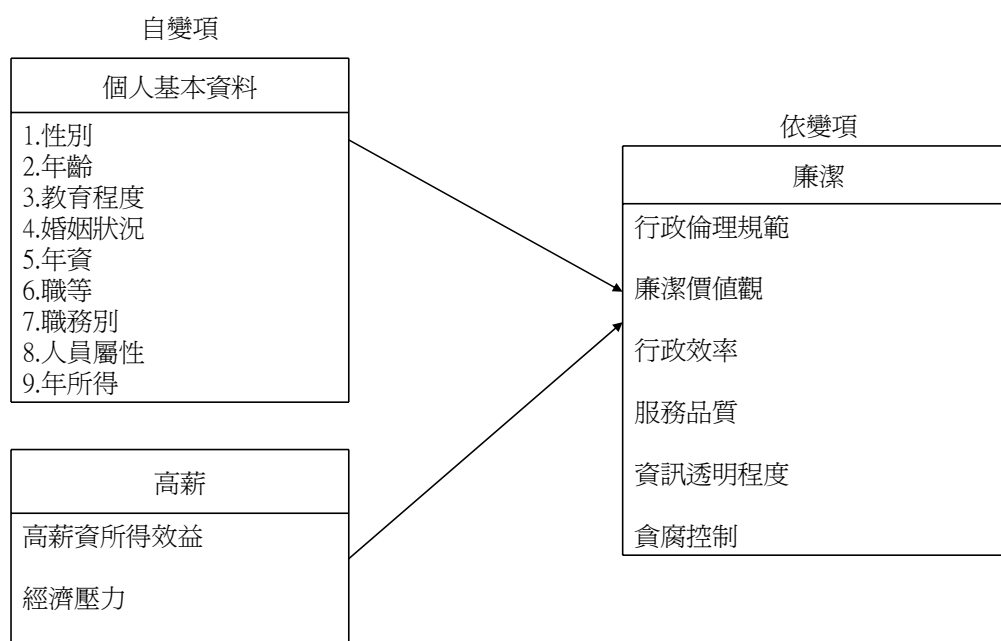 自變項
個人基本資料
1.性別
2.年齡
3.教育程度
4.婚姻狀況
5.年資
6.職等
7.職務別
8.人員屬性
9.年所得
高薪
高薪資所得效益
經濟壓力
依變項
廉潔
行政倫理規範
廉潔價值觀
行政效率
服務品質
資訊透明程度
貪腐控制